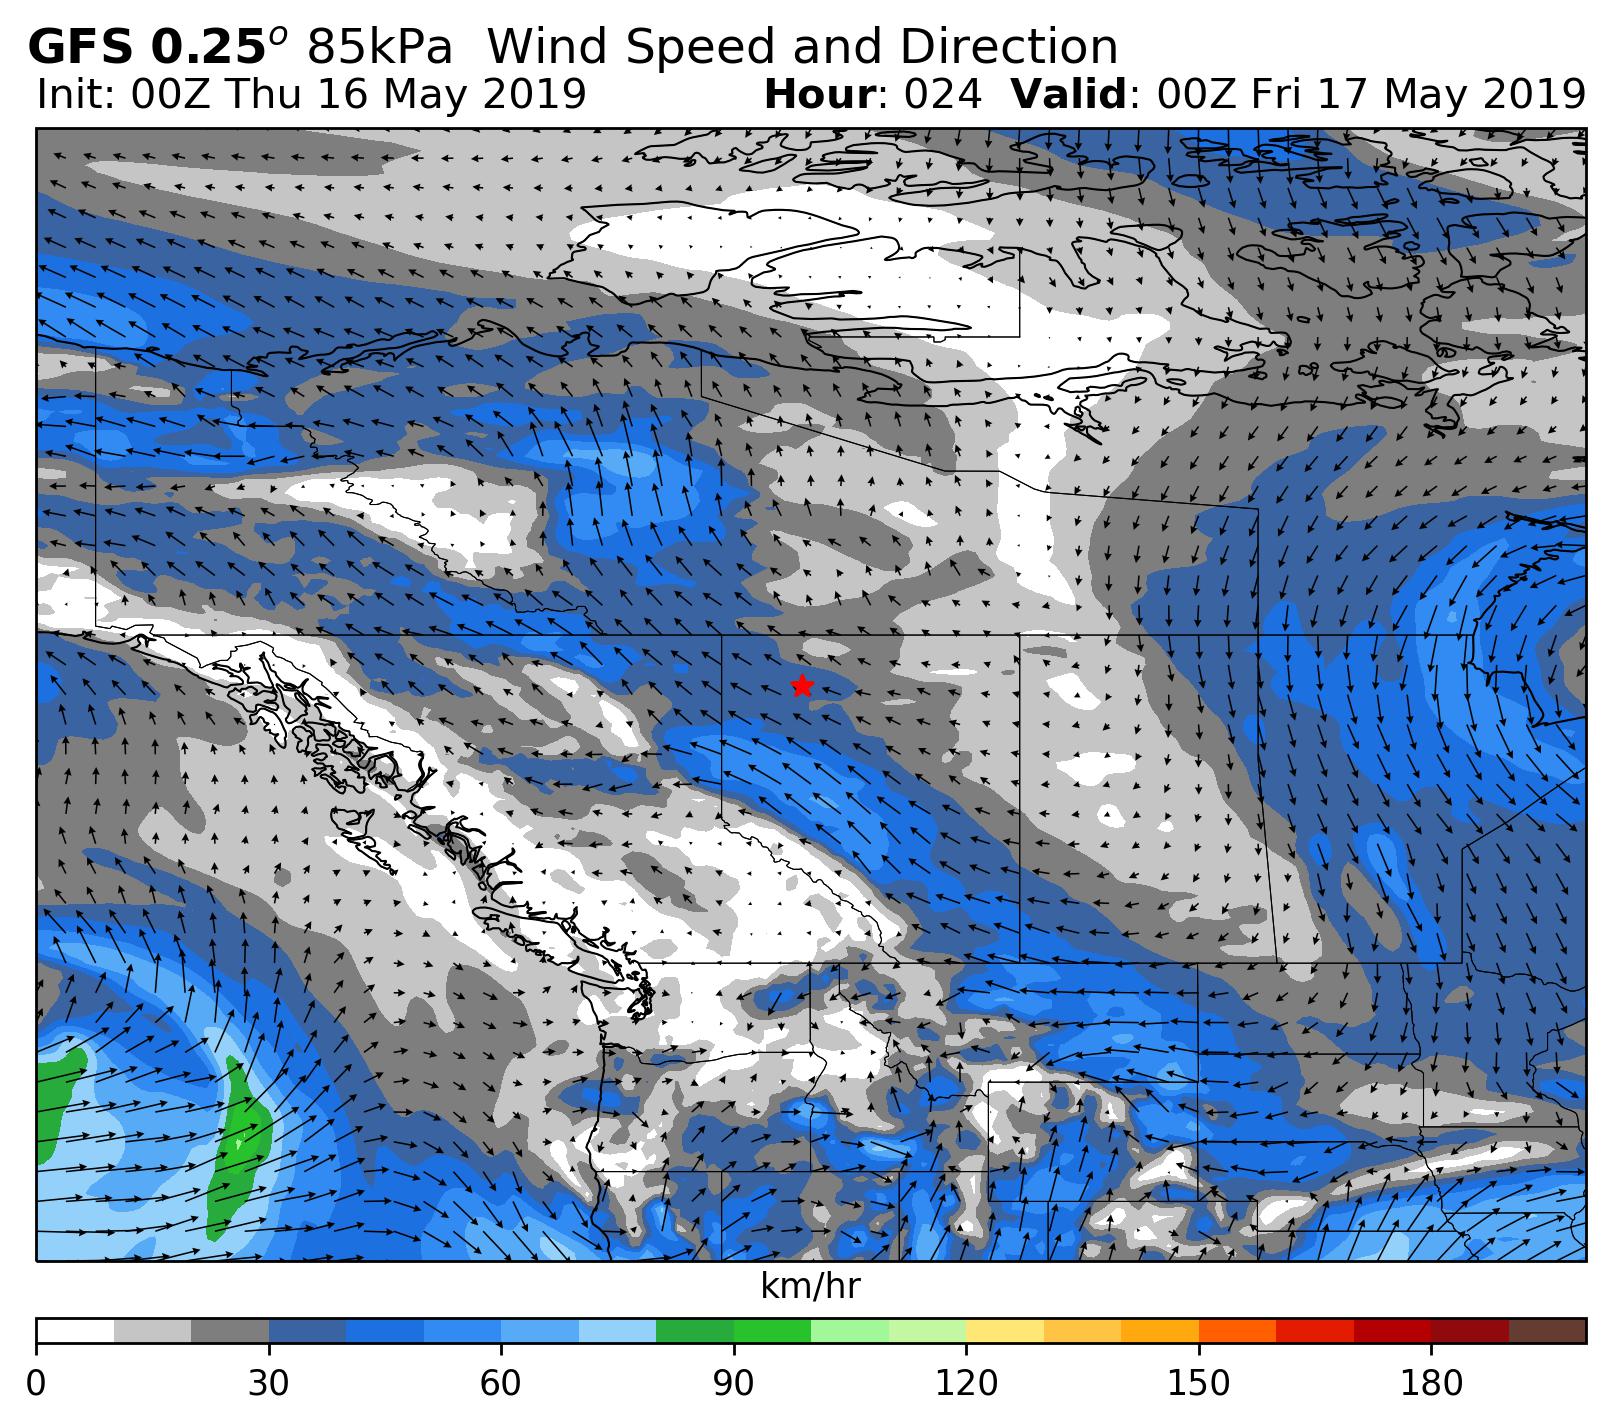 GFS 0.25° 85kPa Wind Speed and Direction
Init: 00Z Thu 16 May 2019 Hour: 024 Valid: 00Z Fri 17 May 2019
km/hr
0 30 60 90 120 150 180